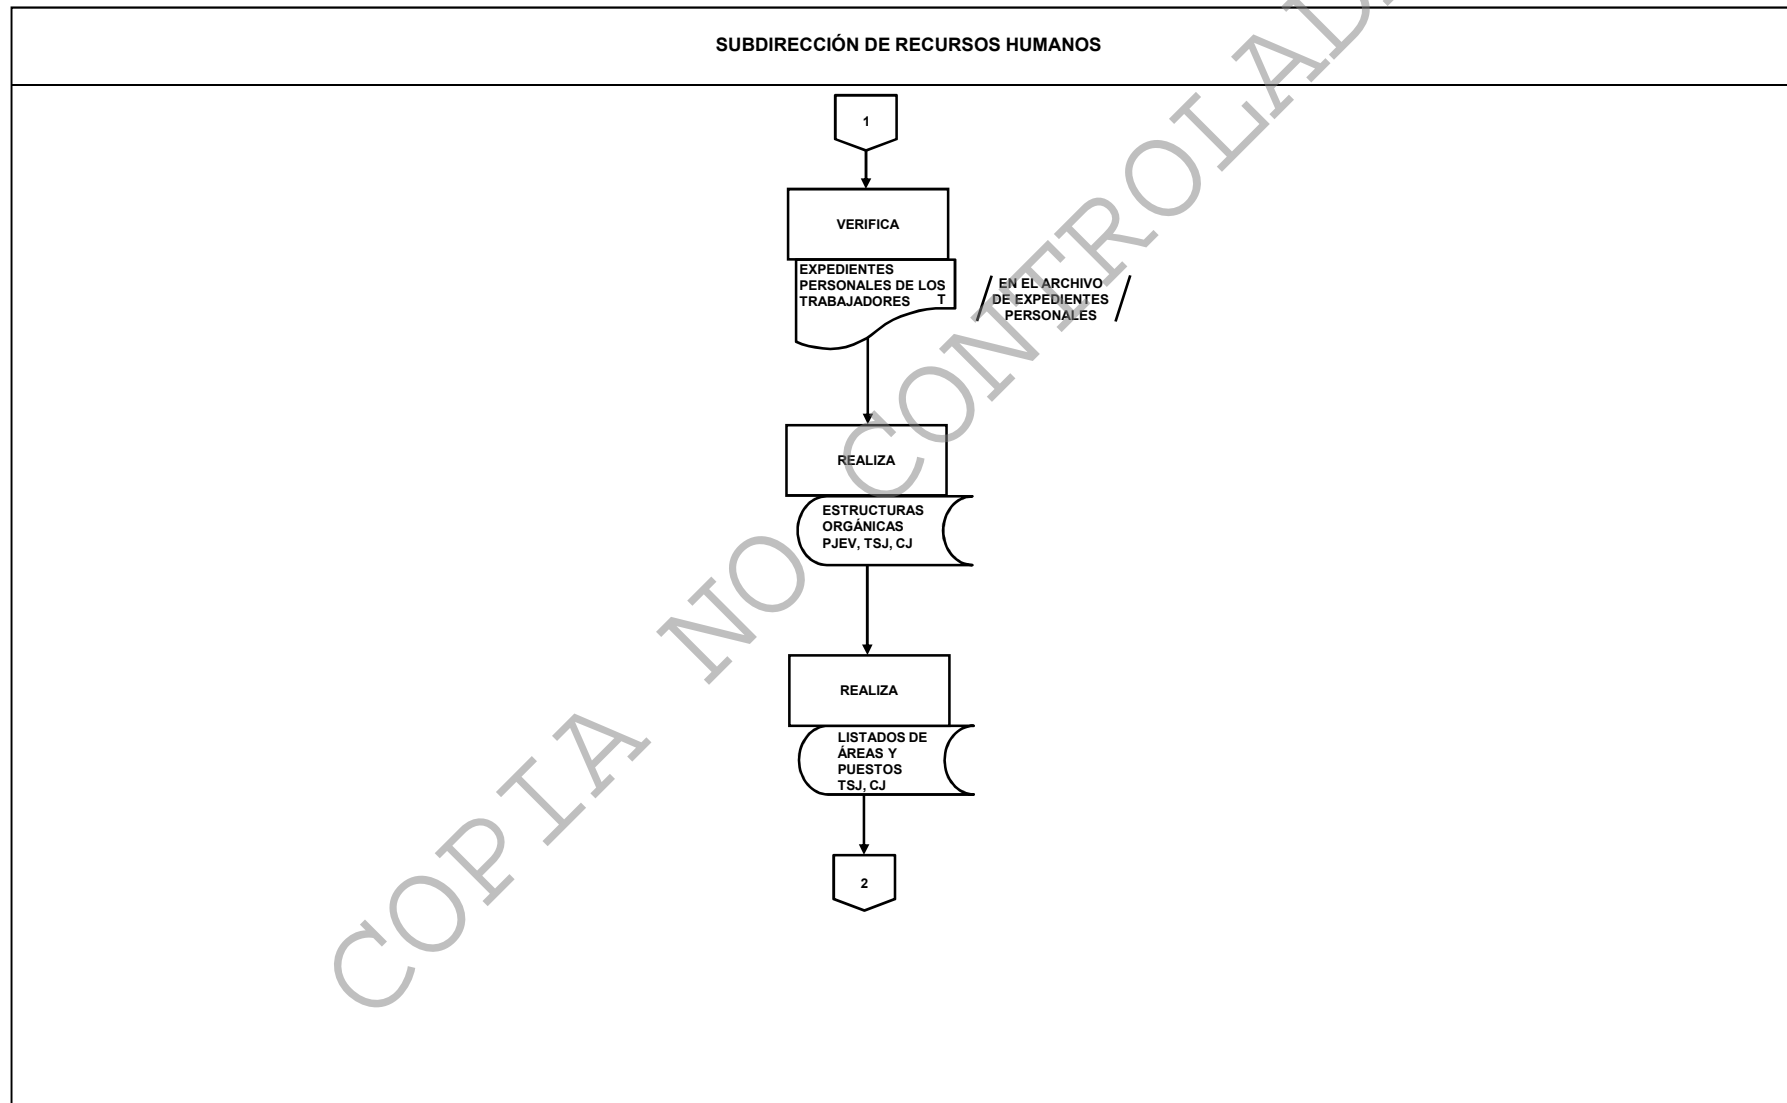 SUBDIRECCIÓN DE RECURSOS HUMANOS
1
VERIFICA
EXPEDIENTES
PERSONALES DE LOS
TRABAJADORES T
/ EN EL ARCHIVO /
DE EXPEDIENTES
PERSONALES
REALIZA
ESTRUCTURAS
ORGÁNICAS
PJEV, TSJ, CJ
REALIZA
LISTADOS DE
ÁREAS Y
PUESTOS
TSJ, CJ
2
COPIA NO CONTROLAD